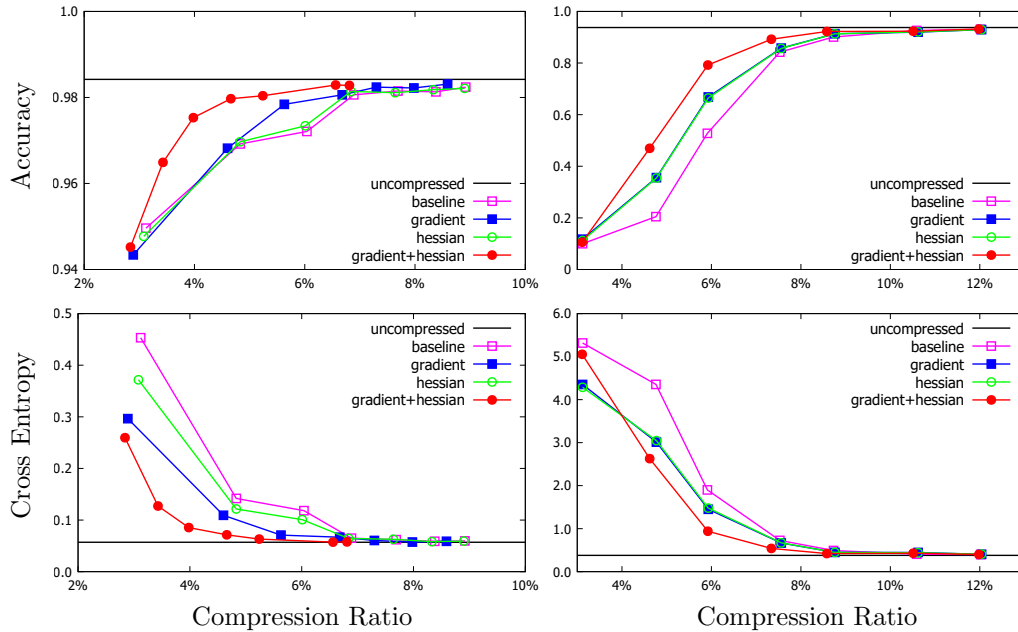 Accuracy
1.00
0.98
0.96
0.94
2%
4%
6%
8%
10%
uncompressed
baseline
gradient
hessian
gradient+hessian
1.0
0.8
0.6
0.4
0.2
0
4%
6%
8%
10%
12%
uncompressed
baseline
gradient
hessian
gradient+hessian
Cross Entropy
0.5
0.4
0.3
0.2
0.1
0.0
2%
4%
6%
8%
10%
uncompressed
baseline
gradient
hessian
gradient+hessian
Compression Ratio
6.0
5.0
4.0
3.0
2.0
1.0
0.0
4%
6%
8%
10%
12%
uncompressed
baseline
gradient
hessian
gradient+hessian
Compression Ratio